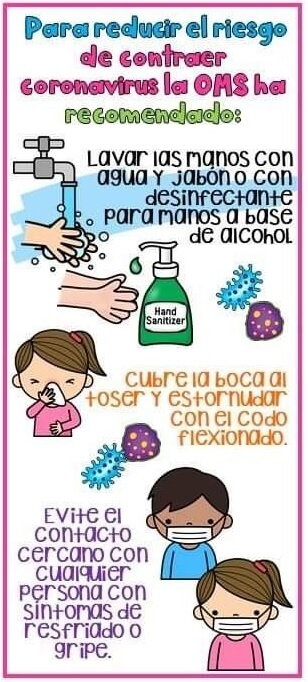 Para reducir el riesgo
de contraer
coronavirus la OMS ha
recomendado:
Lavar las manos con
agua y jabón o con
desinfectante
para manos a base
de alcohol
Hand
Sanitizer
Cubre la boca al
toser y estornudar
con el codo
flexionado.
Evite el
contacto
cercano con
cualquier
persona con
síntomas de
resfriado o
gripe.